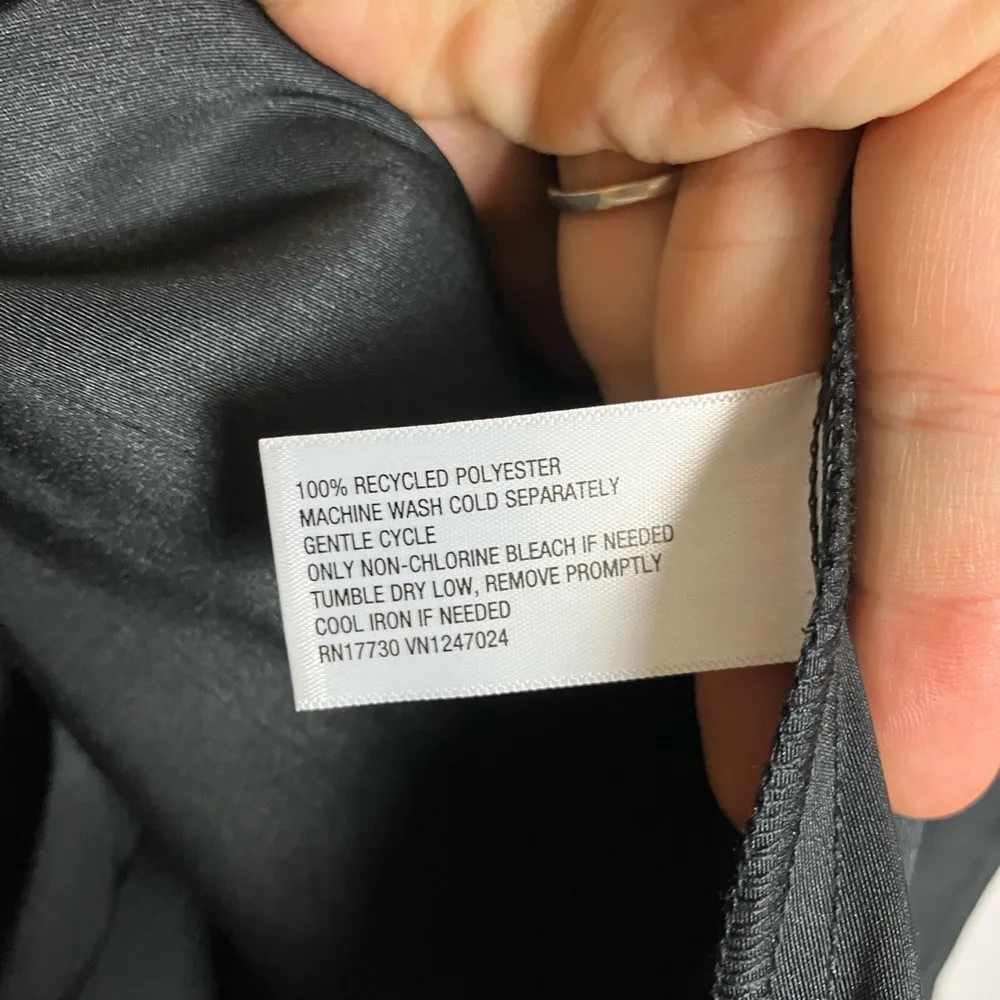 100% RECYCLED POLYESTER
MACHINE WASH COLD SEPARATELY
GENTLE CYCLE
ONLY NON-CHLORINE BLEACH IF NEEDED
TUMBLE DRY LOW, REMOVE PROMPTLY
COOL IRON IF NEEDED
RN17730 VN1247024